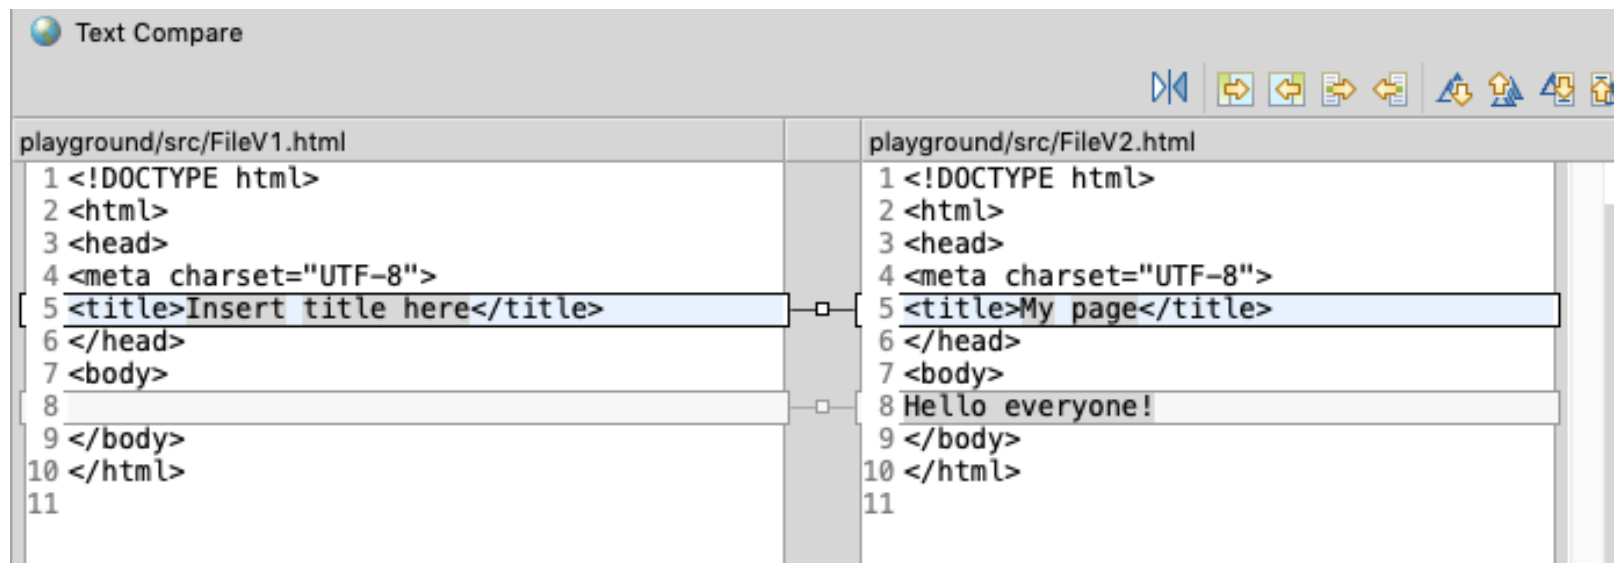 Text Compare
playground/src/FileV1.html
1 <!DOCTYPE html>
2 <html>
3 <head>
4 <meta charset="UTF-8">
5 <title>Insert title here</title>
6 </head>
7 <body>
8
9 </body>
10 </html>
11
playground/src/FileV2.html
1 <!DOCTYPE html>
2 <html>
3 <head>
4 <meta charset="UTF-8">
5 <title>My page</title>
6 </head>
7 <body>
8 Hello everyone!
9 </body>
10 </html>
11